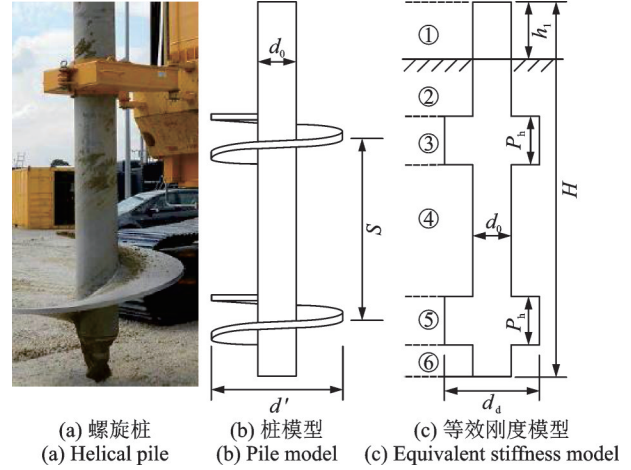 d₀
S
d'
①
②
③
④
⑤
⑥
h₁
Pₕ
d₀
H
Pₕ
d_d
(a) 螺旋桩 (b) 桩模型 (c) 等效刚度模型
(a) Helical pile (b) Pile model (c) Equivalent stiffness model